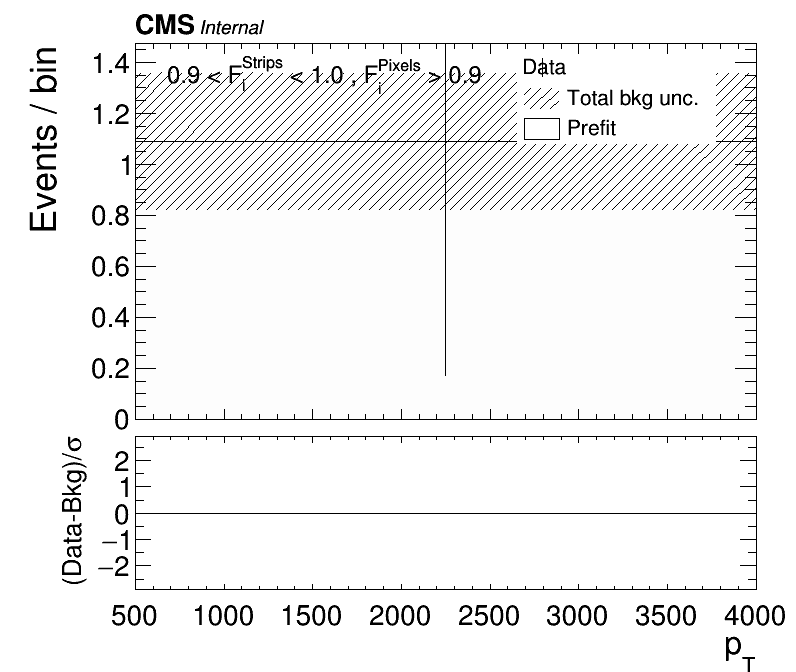 CMS Internal
Events / bin
1.4
1.2
1
0.8
0.6
0.4
0.2
0
0.9 < F_i^Strips < 1.0 , F_i^Pixels > 0.9
Data
Total bkg unc.
Prefit
(Data-Bkg)/σ
2
1
0
−1
−2
500 1000 1500 2000 2500 3000 3500 4000
p_T